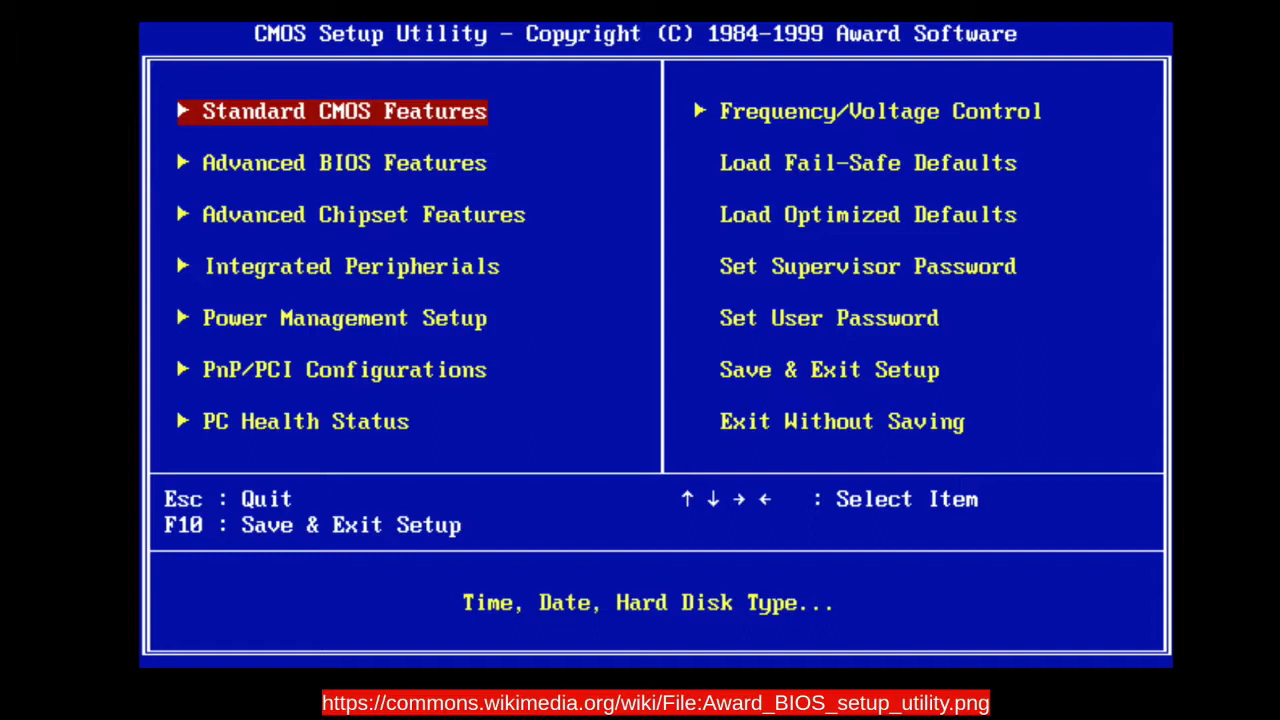 CMOS Setup Utility - Copyright (C) 1984-1999 Award Software
Standard CMOS Features
Advanced BIOS Features
Advanced Chipset Features
Integrated Peripherials
Power Management Setup
PnP/PCI Configurations
PC Health Status
Frequency/Voltage Control
Load Fail-Safe Defaults
Load Optimized Defaults
Set Supervisor Password
Set User Password
Save & Exit Setup
Exit Without Saving
Esc : Quit
F10 : Save & Exit Setup
↑ ↓ → ← : Select Item
Time, Date, Hard Disk Type...
https://commons.wikimedia.org/wiki/File:Award_BIOS_setup_utility.png